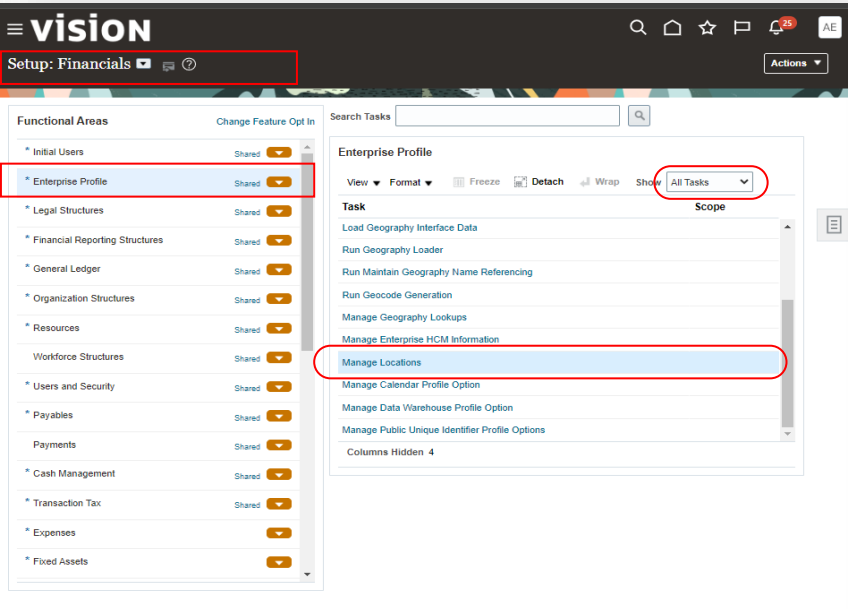 vision
25
AE
Setup: Financials
Actions
Functional Areas
Change Feature Opt In
* Initial Users Shared
* Enterprise Profile Shared
* Legal Structures Shared
* Financial Reporting Structures Shared
* General Ledger Shared
* Organization Structures Shared
* Resources Shared
Workforce Structures Shared
* Users and Security Shared
* Payables Shared
Payments Shared
* Cash Management Shared
* Transaction Tax Shared
* Expenses
* Fixed Assets
Search Tasks
Enterprise Profile
View Format Freeze Detach Wrap Show All Tasks
Task Scope
Load Geography Interface Data
Run Geography Loader
Run Maintain Geography Name Referencing
Run Geocode Generation
Manage Geography Lookups
Manage Enterprise HCM Information
Manage Locations
Manage Calendar Profile Option
Manage Data Warehouse Profile Option
Manage Public Unique Identifier Profile Options
Columns Hidden 4